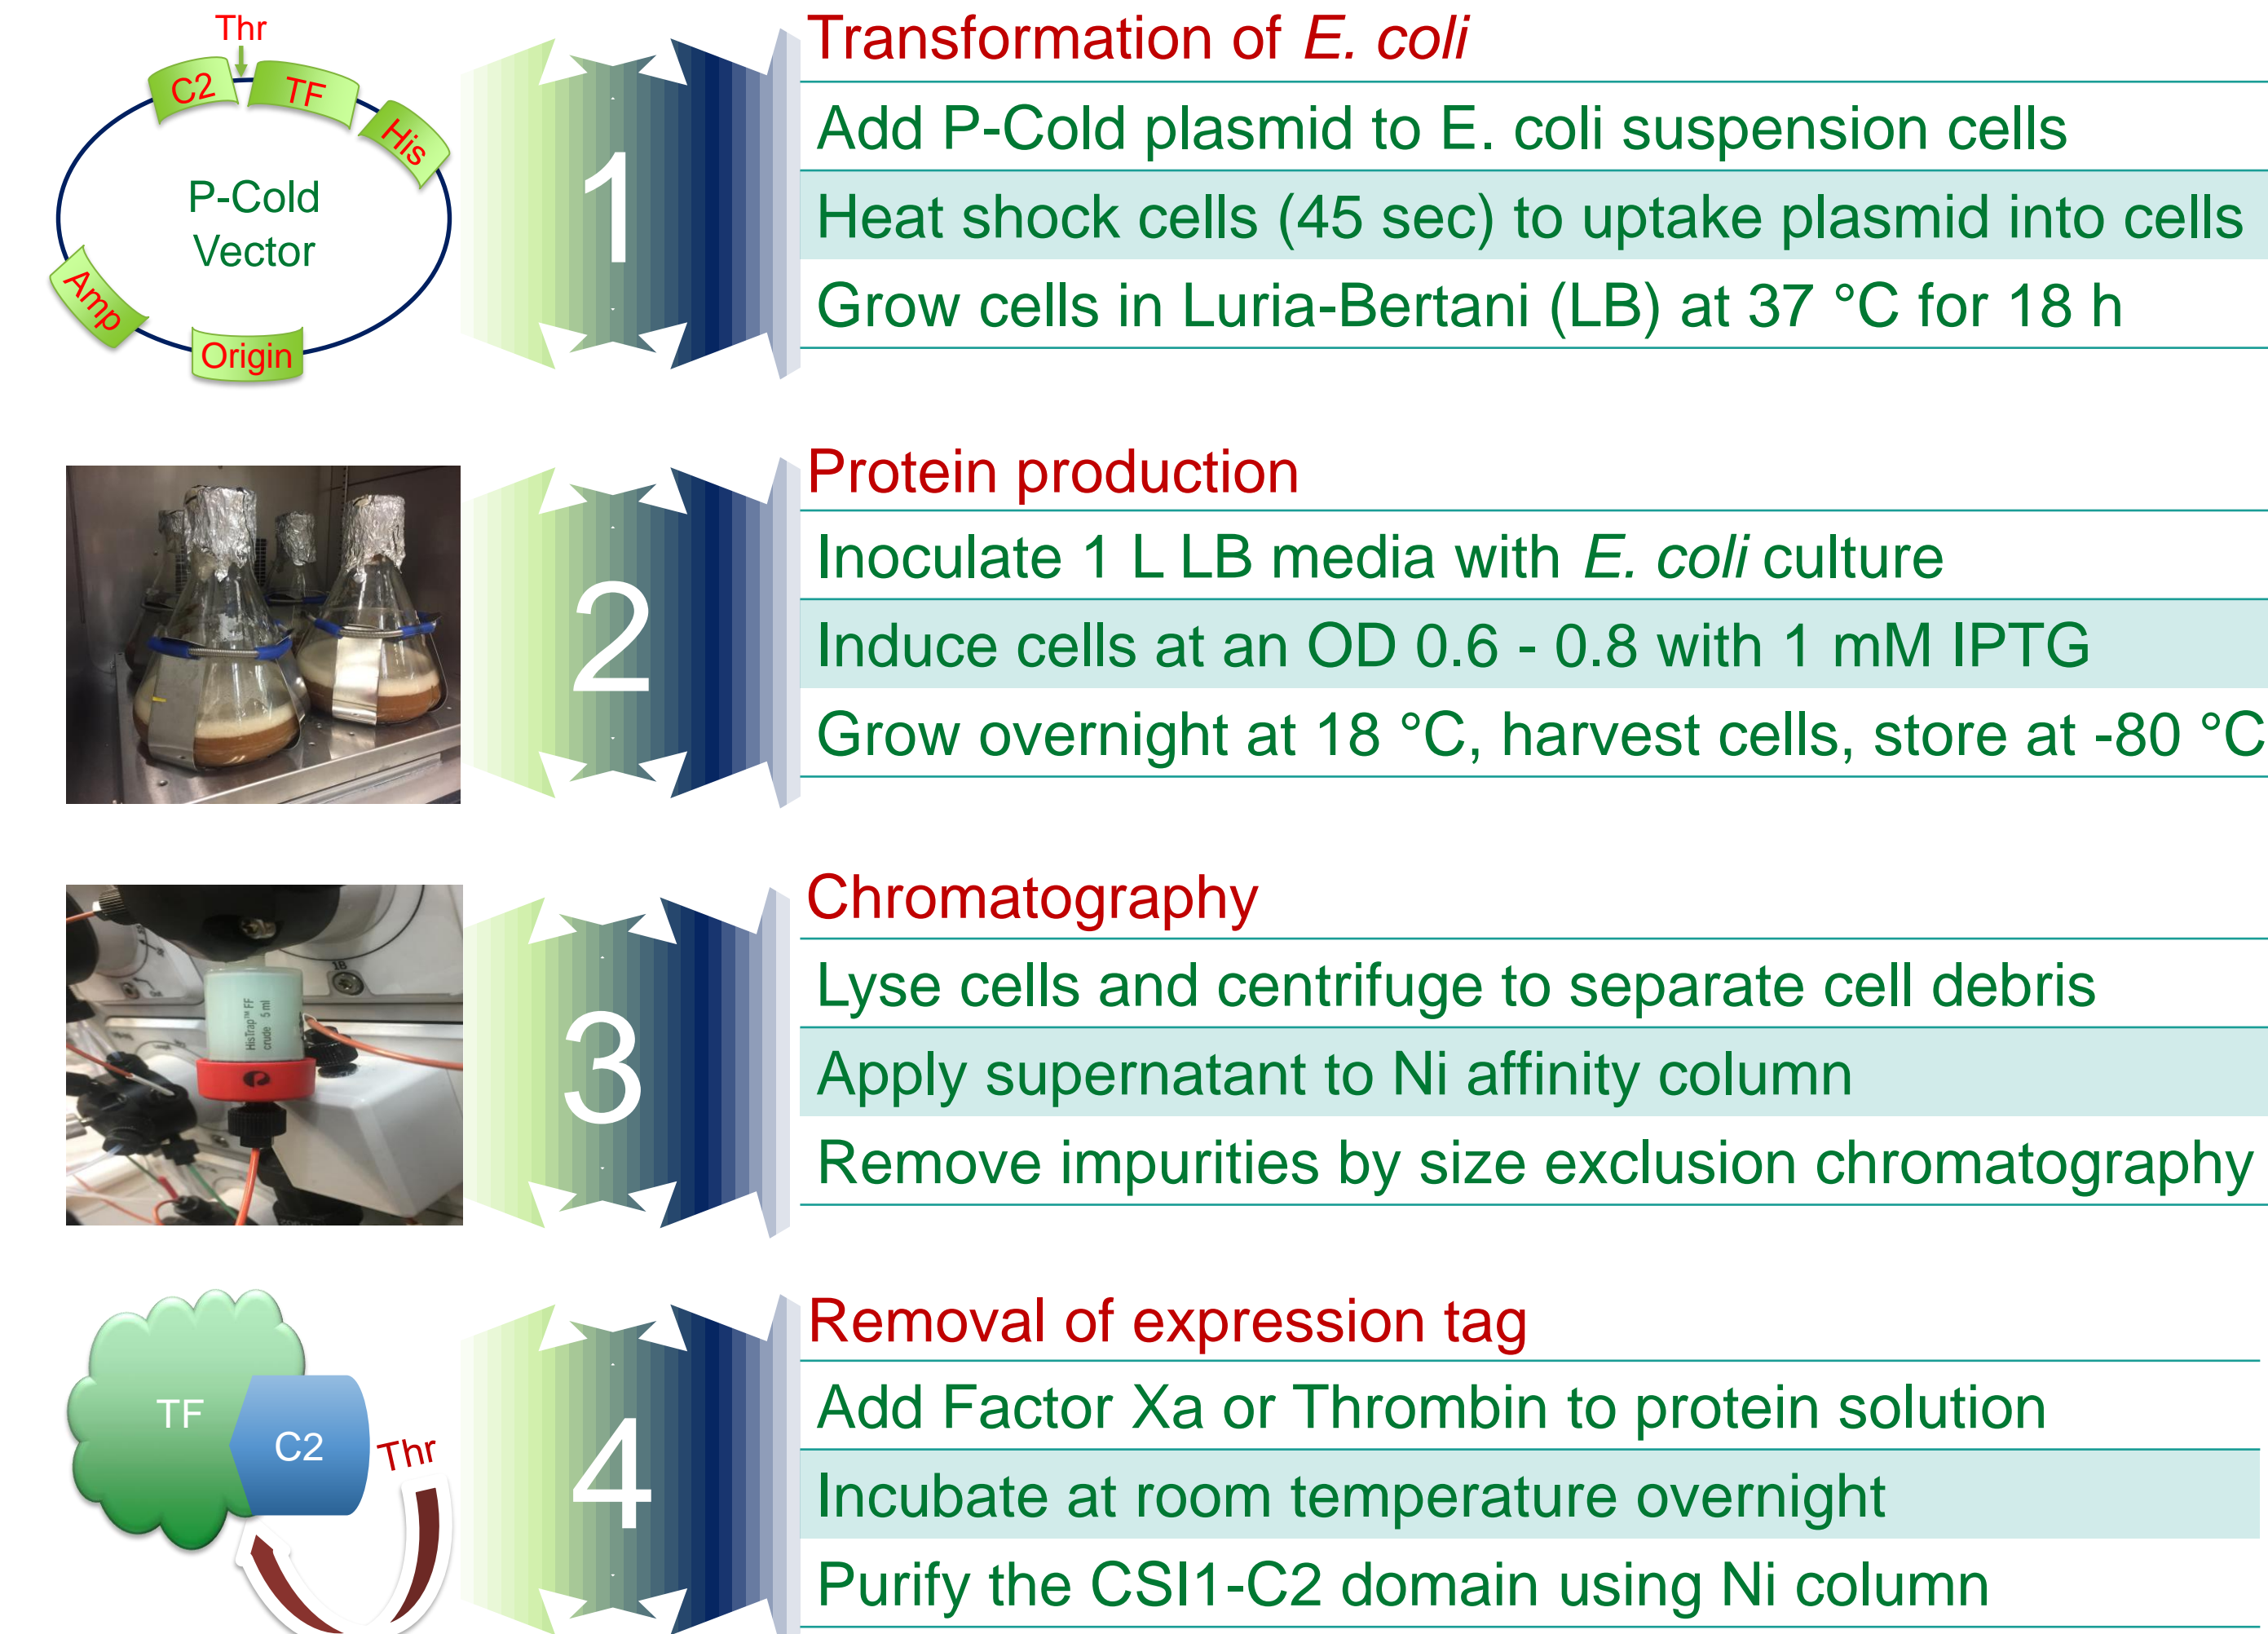 Thr
C2
TF
His
P-Cold
Vector
Amp
Origin
1
Transformation of E. coli
Add P-Cold plasmid to E. coli suspension cells
Heat shock cells (45 sec) to uptake plasmid into cells
Grow cells in Luria-Bertani (LB) at 37 °C for 18 h
2
Protein production
Inoculate 1 L LB media with E. coli culture
Induce cells at an OD 0.6 - 0.8 with 1 mM IPTG
Grow overnight at 18 °C, harvest cells, store at -80 °C
1B
HisTrap™ FF
crude 5 ml
3
Chromatography
Lyse cells and centrifuge to separate cell debris
Apply supernatant to Ni affinity column
Remove impurities by size exclusion chromatography
TF
C2
Thr
4
Removal of expression tag
Add Factor Xa or Thrombin to protein solution
Incubate at room temperature overnight
Purify the CSI1-C2 domain using Ni column